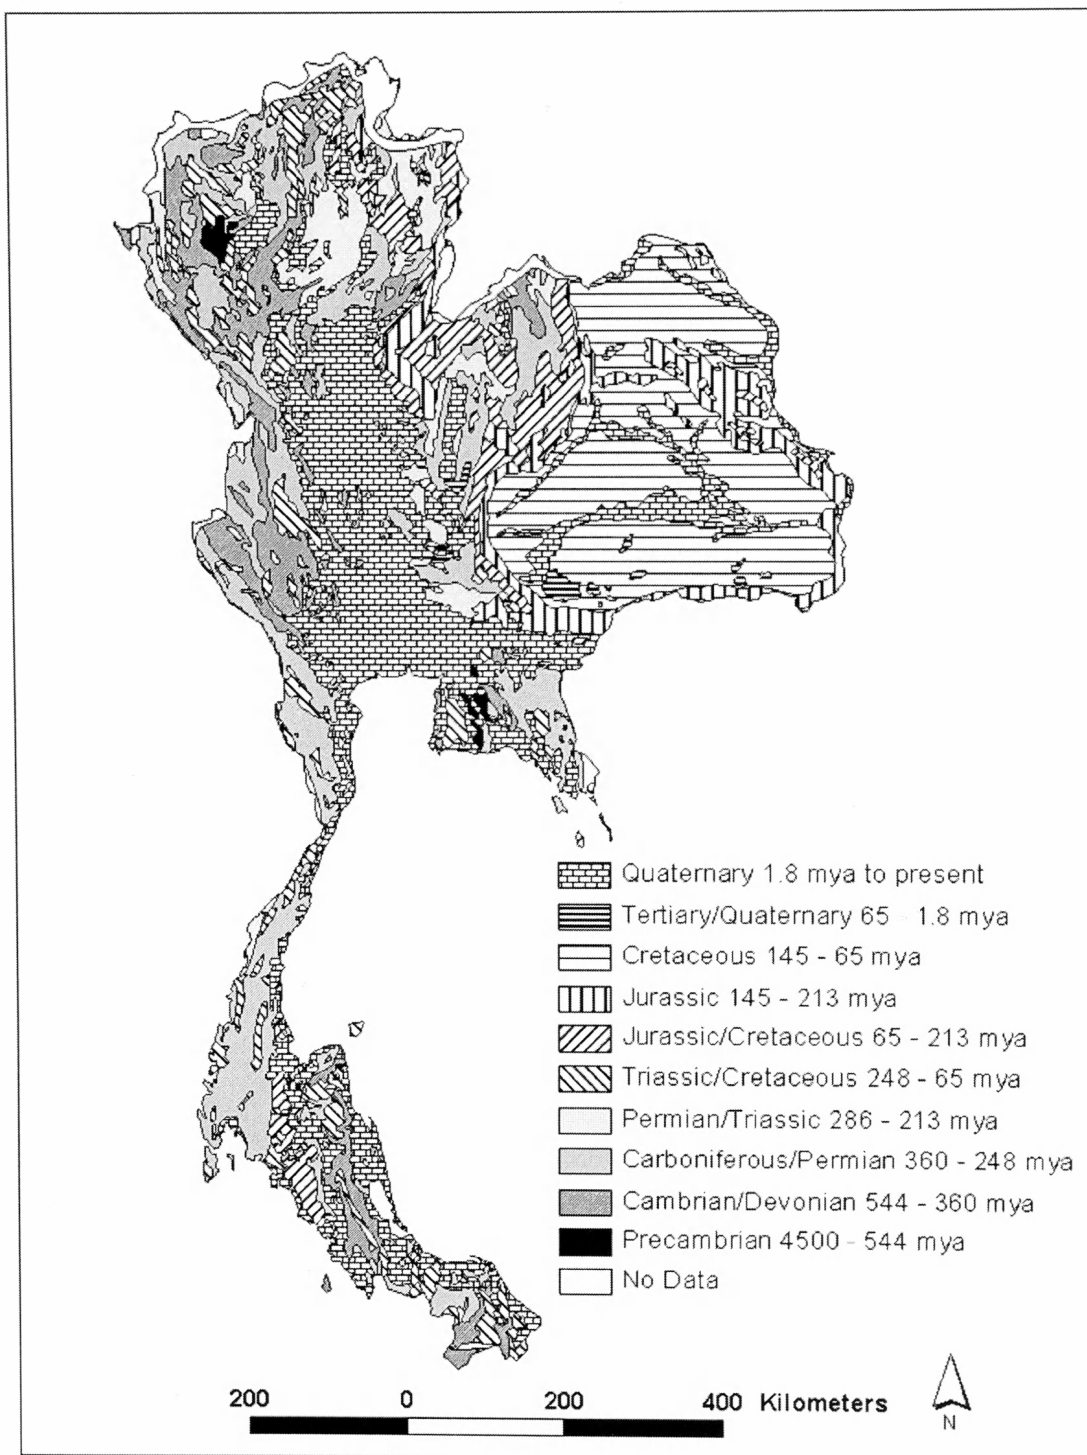 Quaternary 1.8 mya to present
Tertiary/Quaternary 65 - 1.8 mya
Cretaceous 145 - 65 mya
Jurassic 145 - 213 mya
Jurassic/Cretaceous 65 - 213 mya
Triassic/Cretaceous 248 - 65 mya
Permian/Triassic 286 - 213 mya
Carboniferous/Permian 360 - 248 mya
Cambrian/Devonian 544 - 360 mya
Precambrian 4500 - 544 mya
No Data
200 0 200 400 Kilometers
N